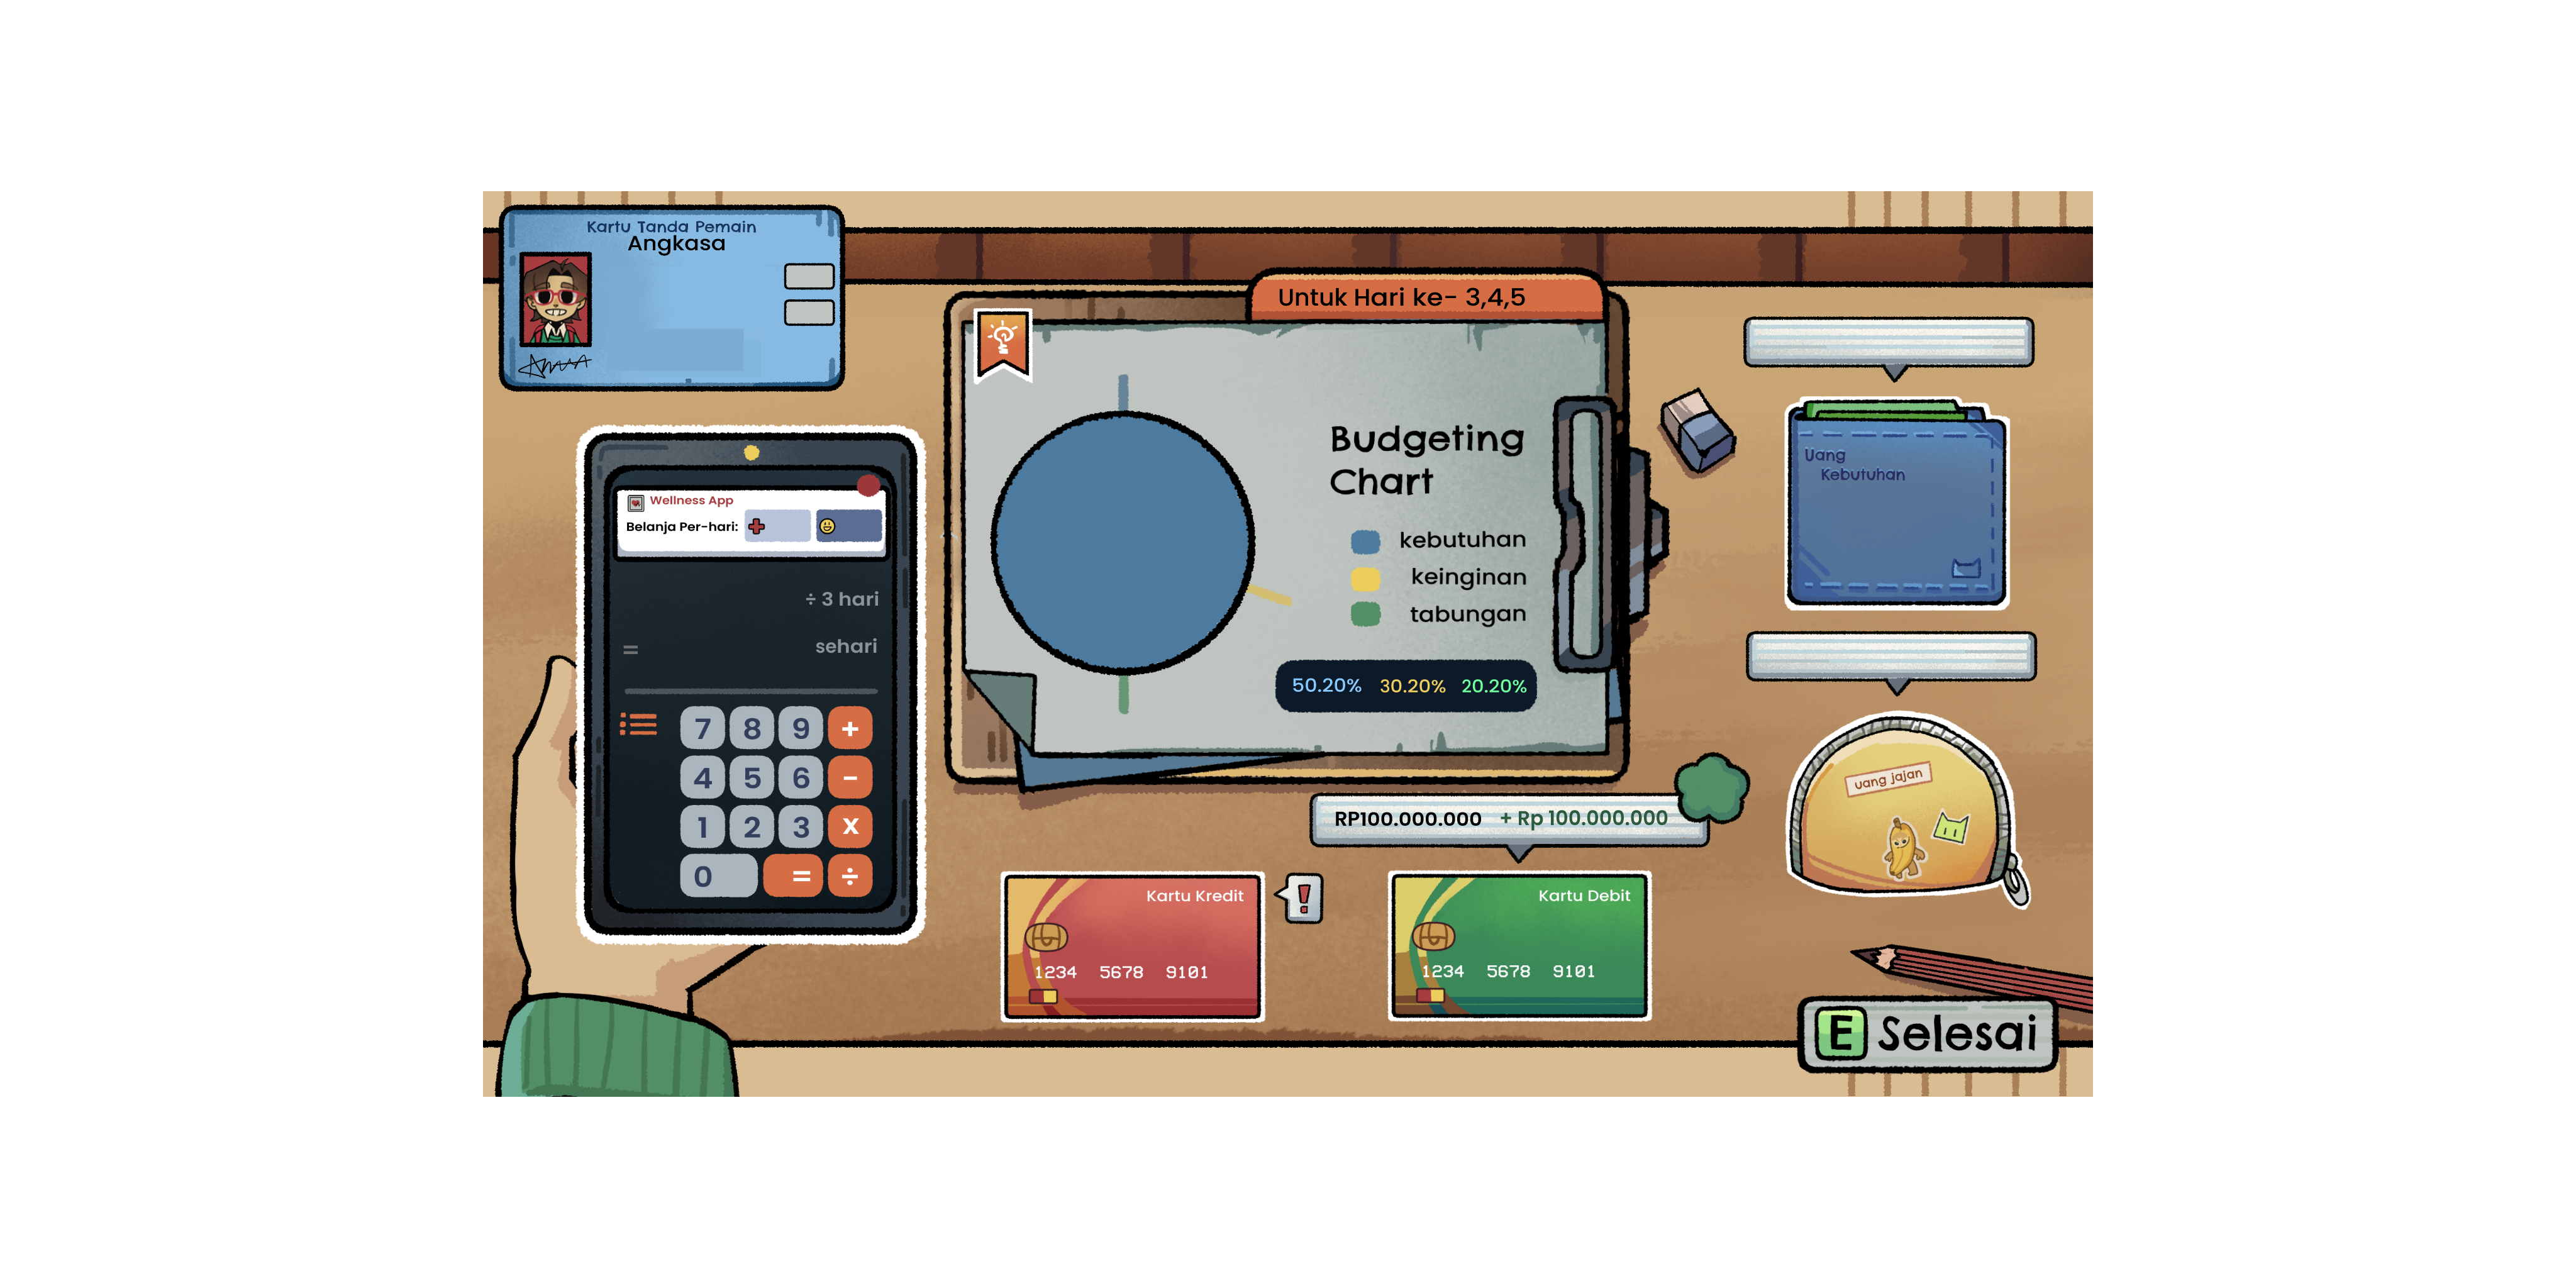 Kartu Tanda Pemain
Angkasa
Untuk Hari ke- 3,4,5
Wellness App
Belanja Per-hari:
÷ 3 hari
= sehari
7 8 9 +
4 5 6 -
1 2 3 x
0 = ÷
Budgeting
Chart
kebutuhan
keinginan
tabungan
50.20% 30.20% 20.20%
Uang
Kebutuhan
uang jajan
RP100.000.000 + Rp 100.000.000
Kartu Kredit
1234 5678 9101
!
Kartu Debit
1234 5678 9101
E Selesai